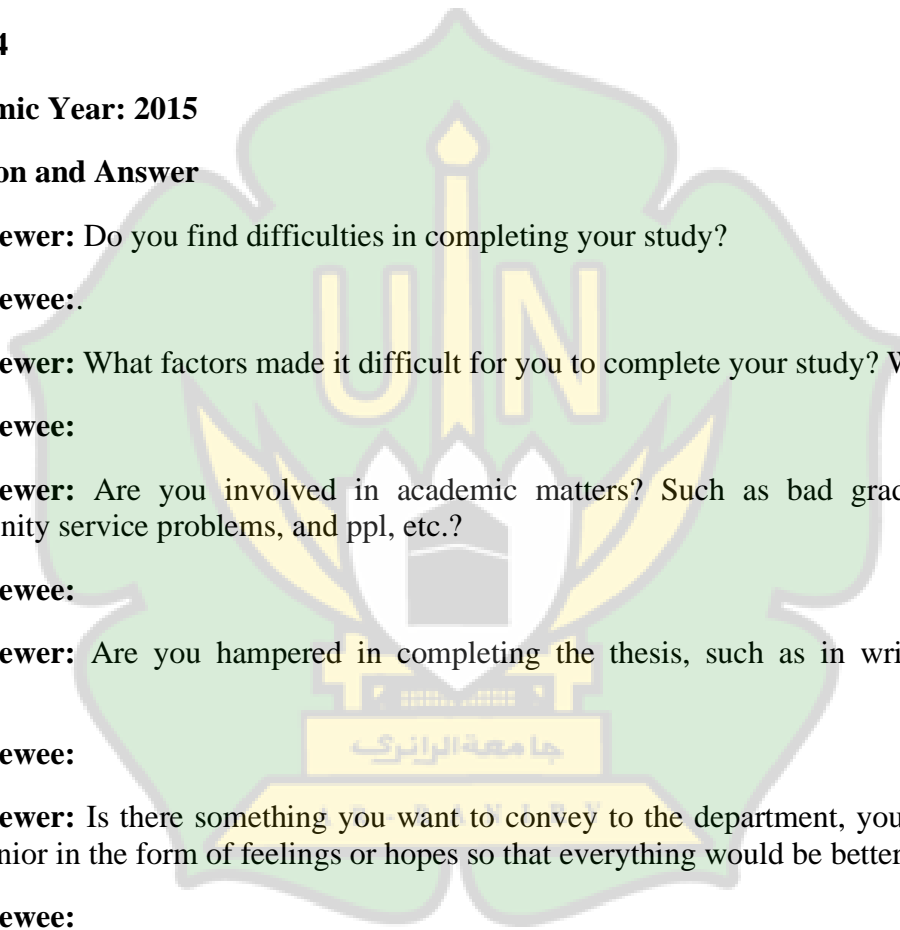 4
mic Year: 2015
on and Answer
ewer: Do you find difficulties in completing your study?
ewee:.
ewer: What factors made it difficult for you to complete your study? W
ewee:
ewer: Are you involved in academic matters? Such as bad grad
nity service problems, and ppl, etc.?
ewee:
ewer: Are you hampered in completing the thesis, such as in wri
ewee:
جامعة الرانري
ewer: Is there something you want to convey to the department, you
A R - R A N I R Y
nior in the form of feelings or hopes so that everything would be better
ewee:
UIN